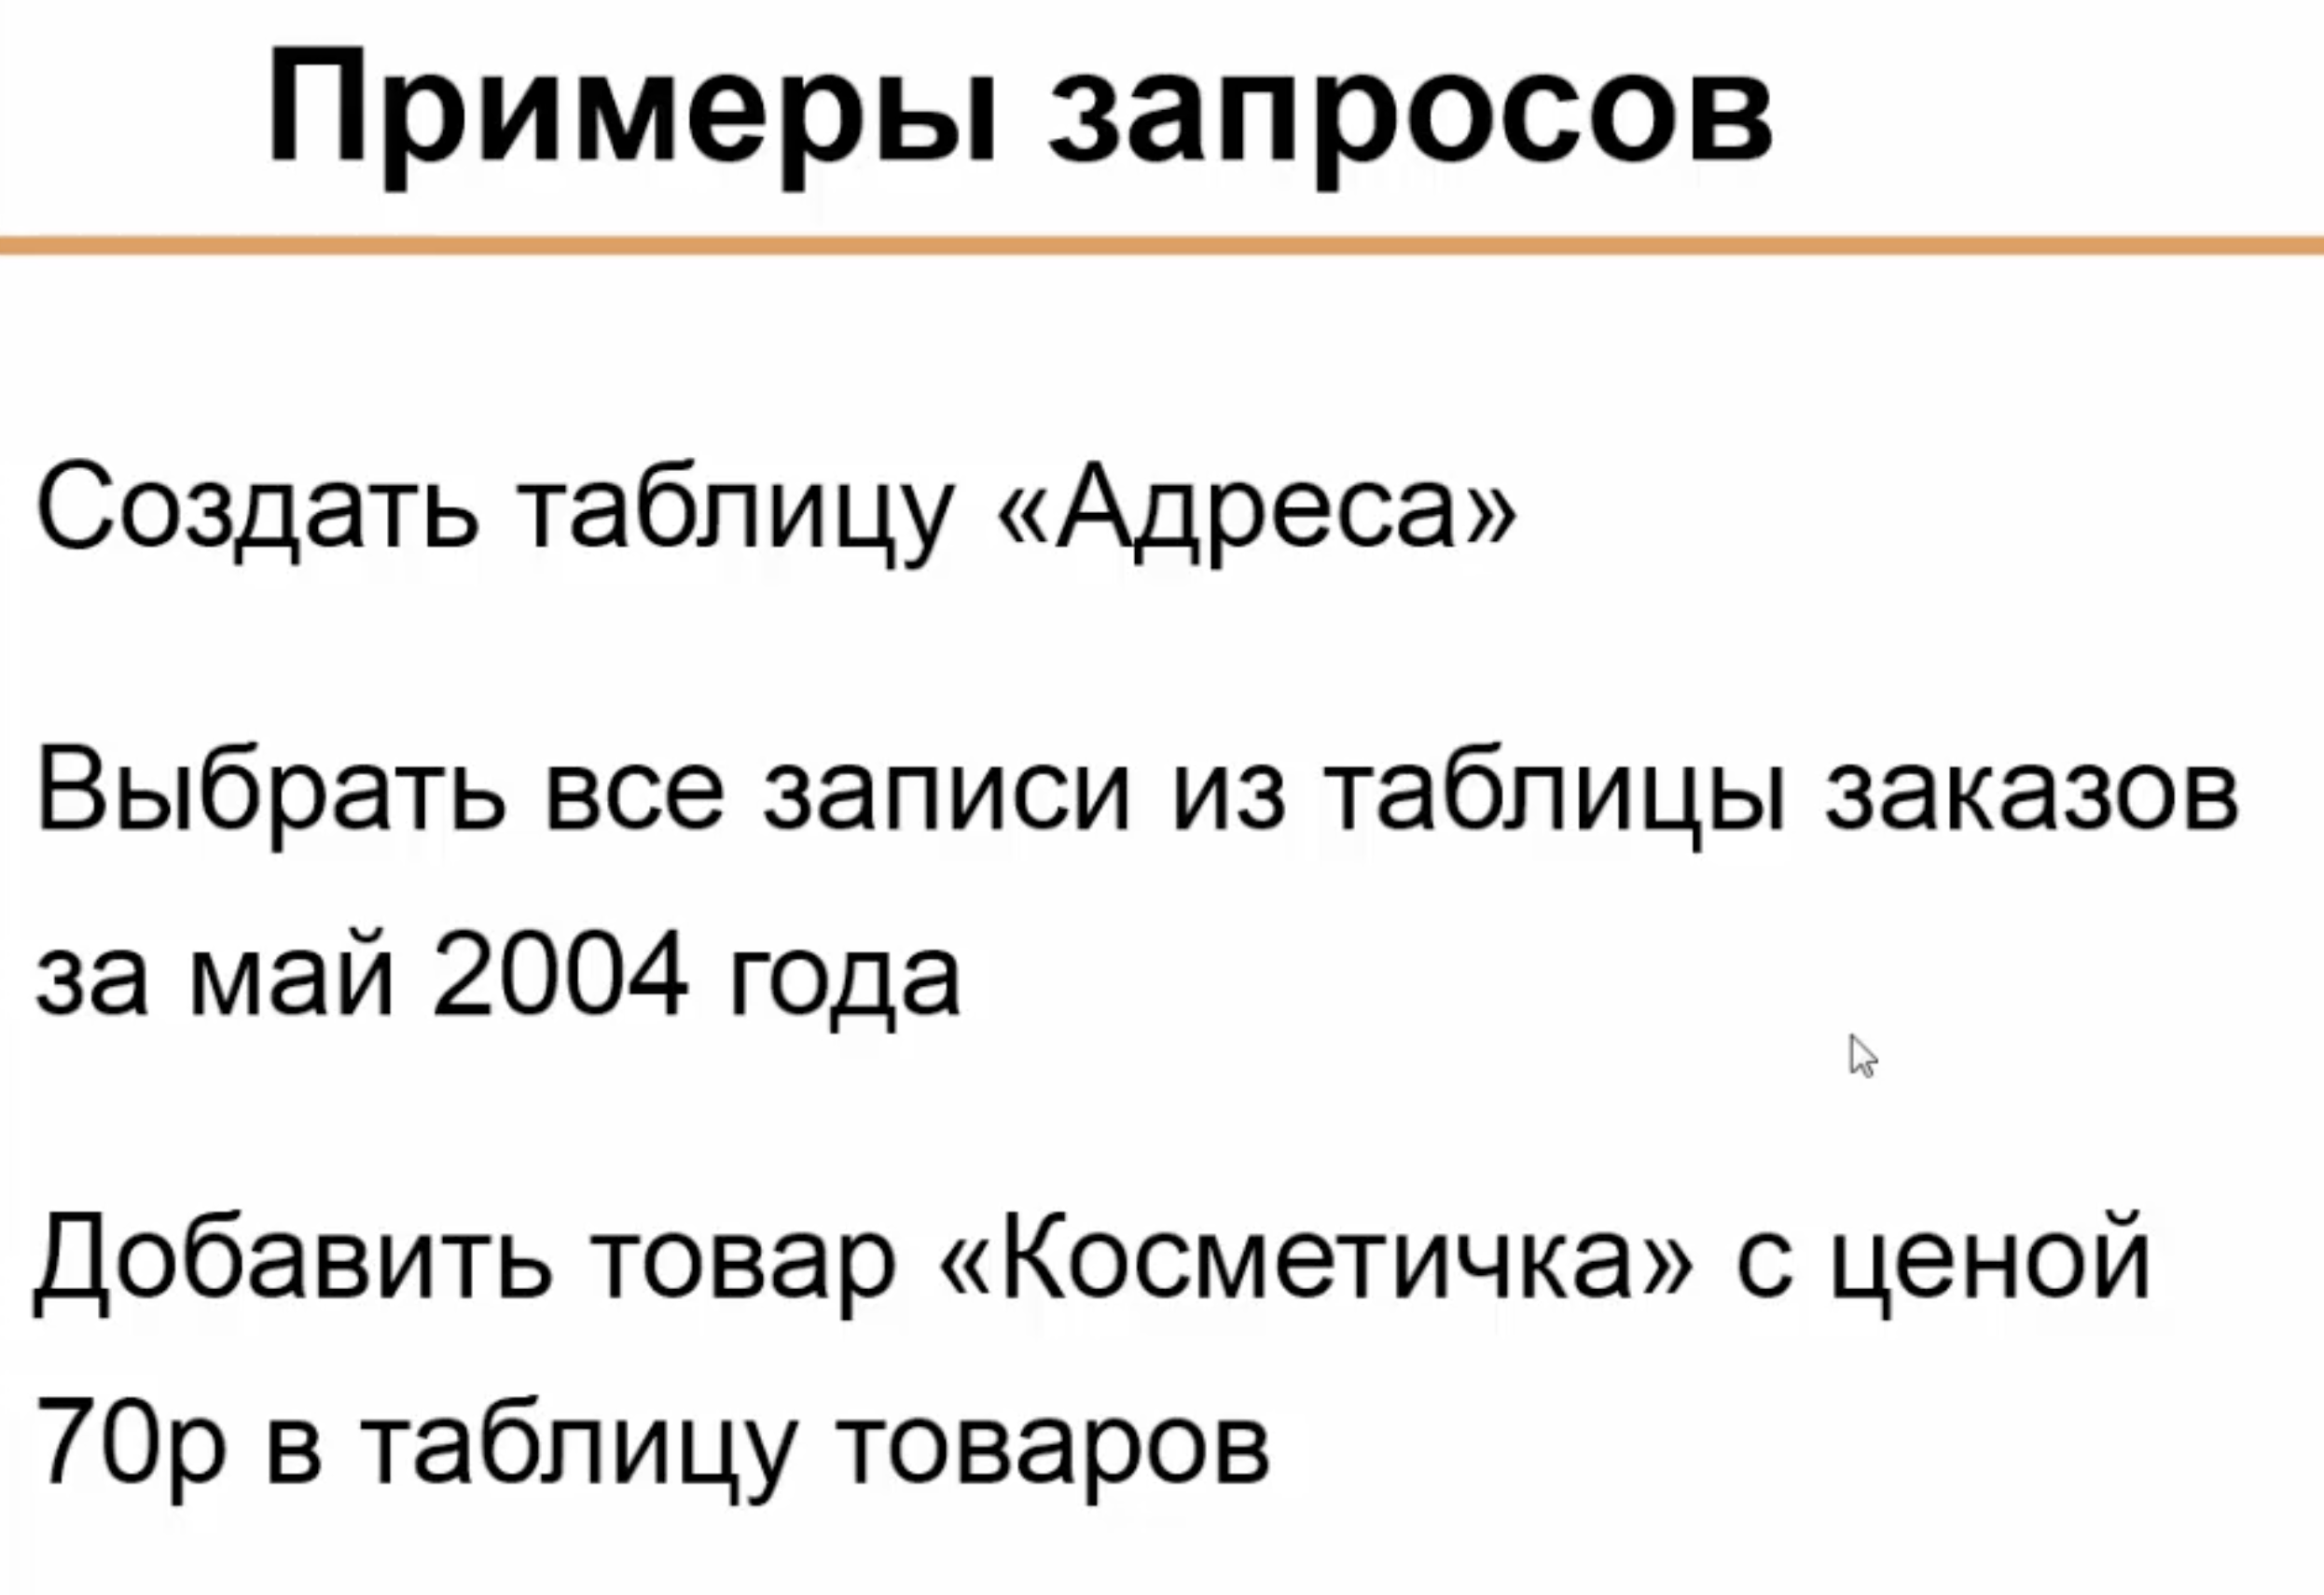 Примеры запросов
Создать таблицу «Адреса»
Выбрать все записи из таблицы заказов
за май 2004 года
Добавить товар «Косметичка» с ценой
70р в таблицу товаров